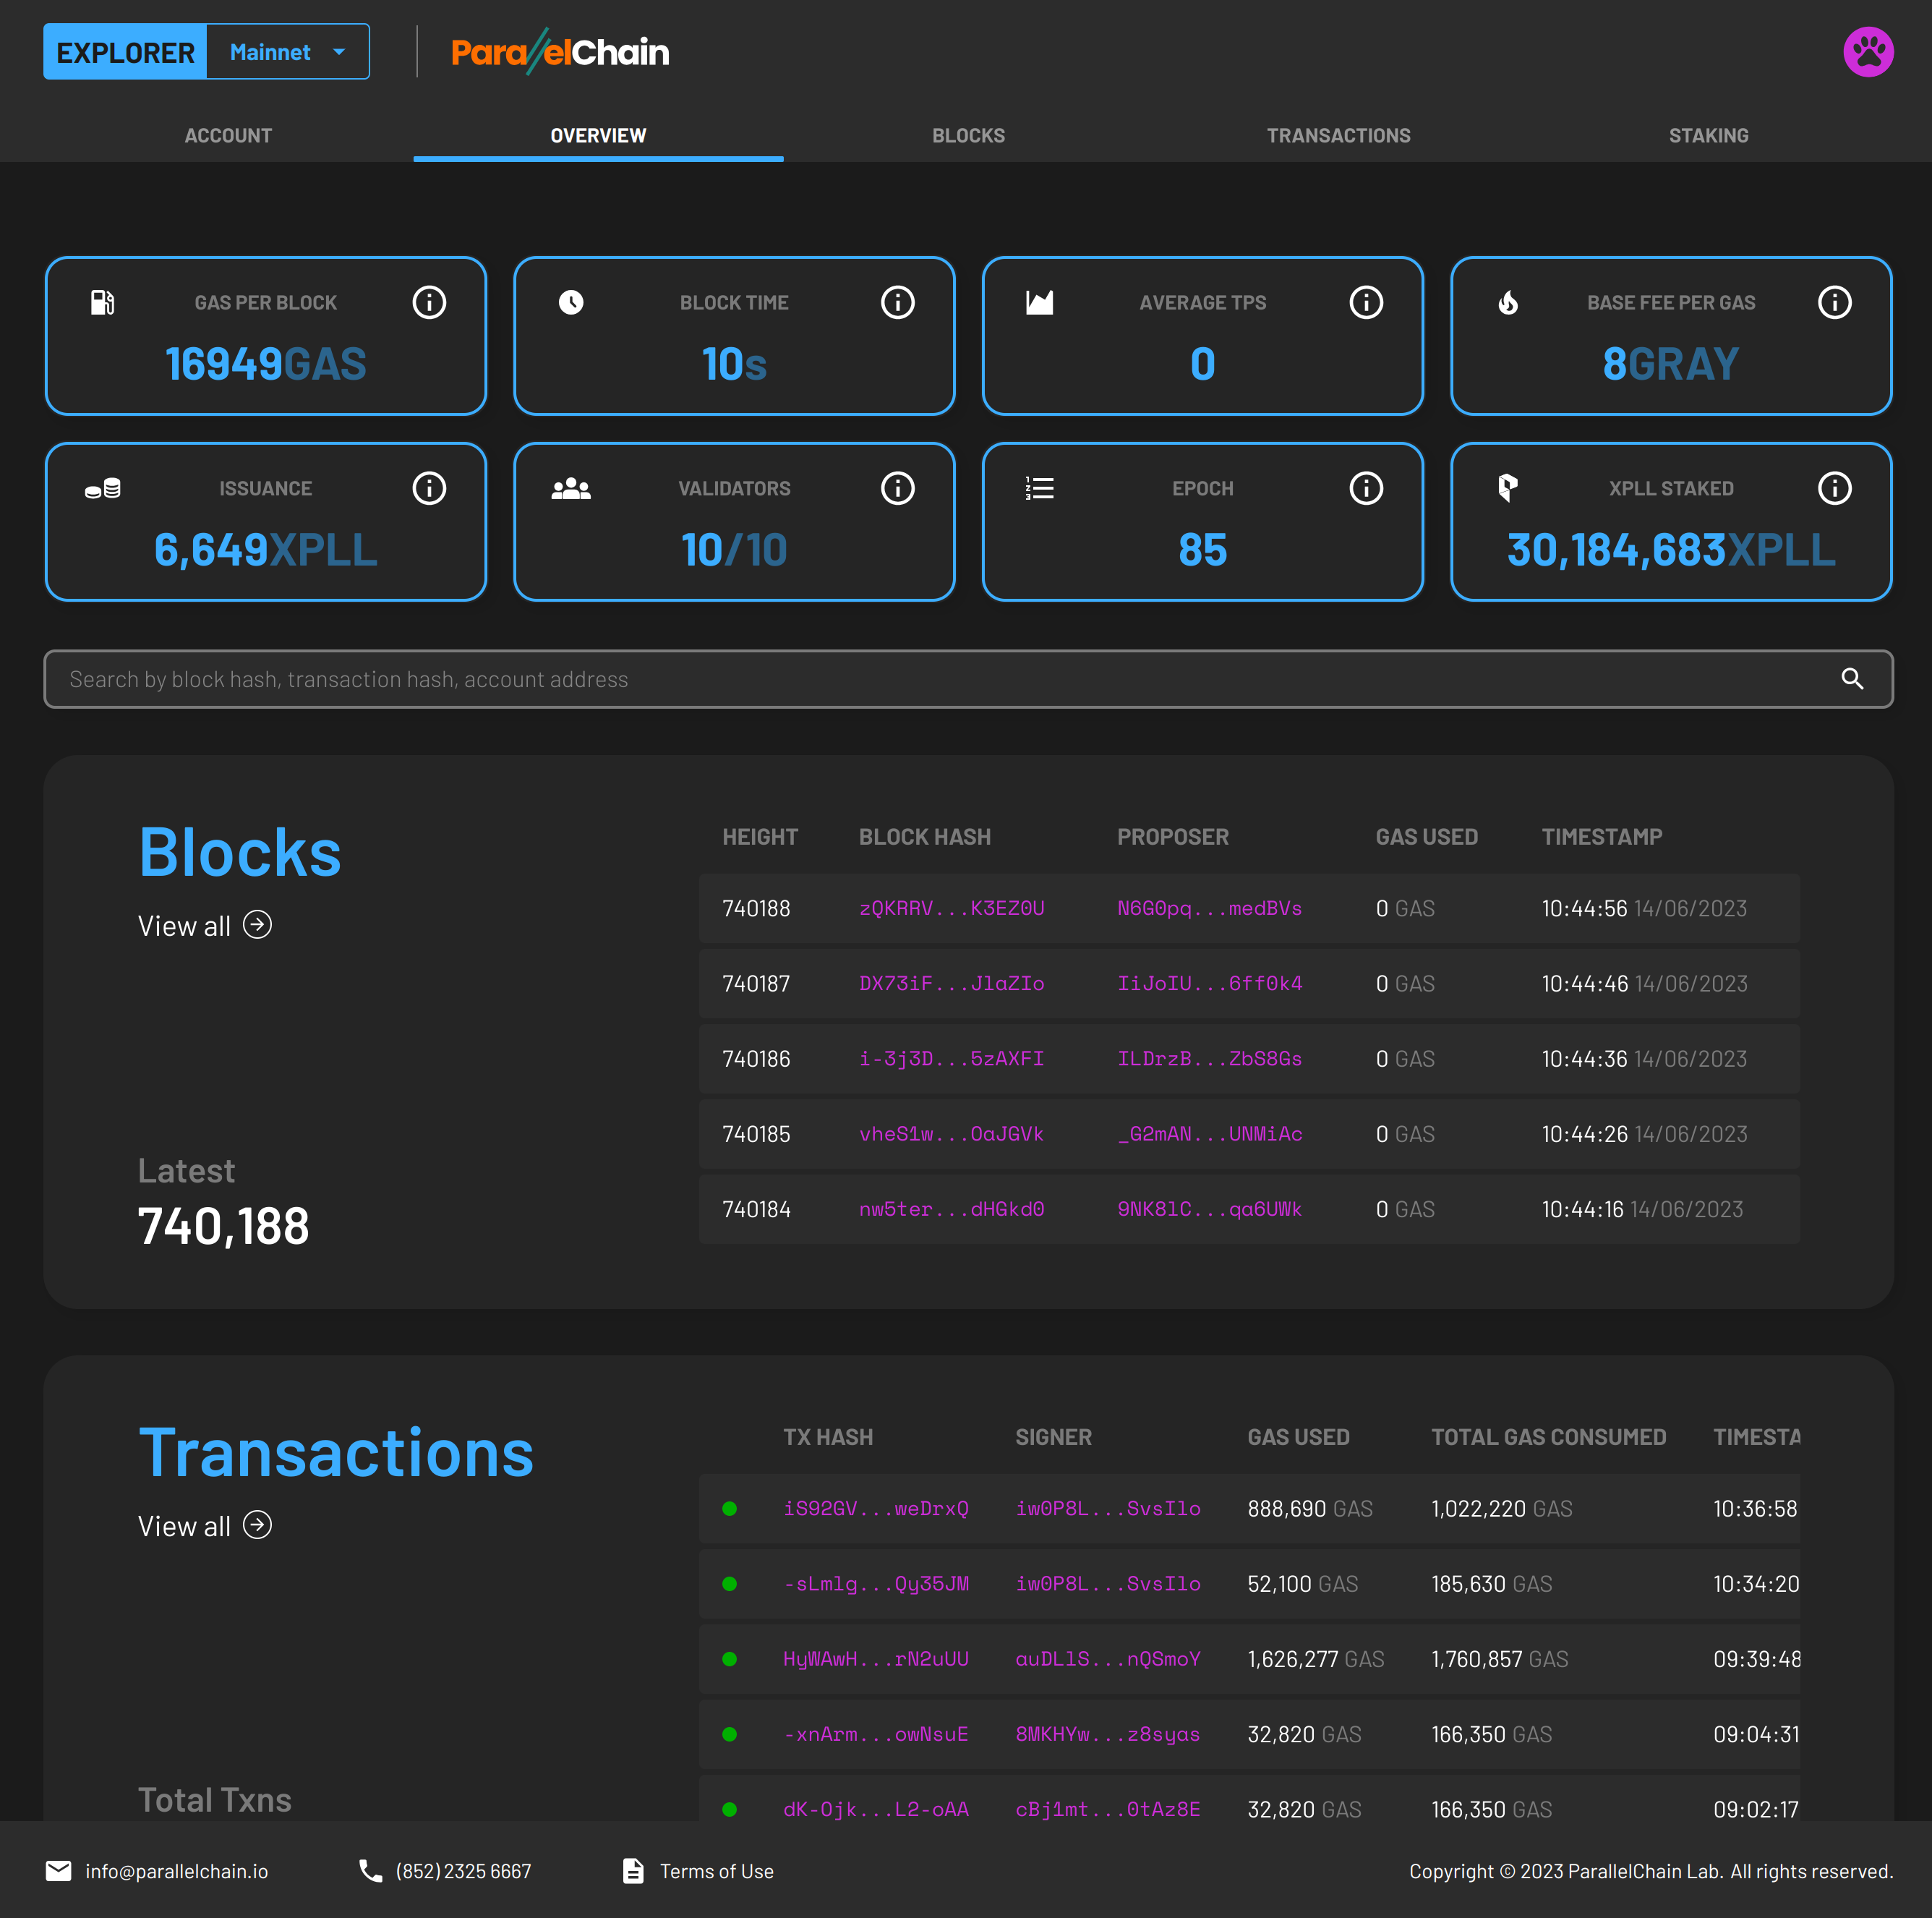 EXPLORER Mainnet ParallelChain
ACCOUNT OVERVIEW BLOCKS TRANSACTIONS STAKING
GAS PER BLOCK BLOCK TIME AVERAGE TPS BASE FEE PER GAS
16949GAS 10s 0 8GRAY
ISSUANCE VALIDATORS EPOCH XPLL STAKED
6,649XPLL 10/10 85 30,184,683XPLL
Search by block hash, transaction hash, account address
Blocks
View all
Latest
740,188
HEIGHT BLOCK HASH PROPOSER GAS USED TIMESTAMP
740188 zQKRRV...K3EZ0U N6G0pq...medBVs 0 GAS 10:44:56 14/06/2023
740187 DX73iF...JlaZIo IiJoIU...6ff0k4 0 GAS 10:44:46 14/06/2023
740186 i-3j3D...5zAXFI ILDrzB...ZbS8Gs 0 GAS 10:44:36 14/06/2023
740185 vheS1w...OaJGVk _G2mAN...UNMiAc 0 GAS 10:44:26 14/06/2023
740184 nw5ter...dHGkd0 9NK8lC...qa6UWk 0 GAS 10:44:16 14/06/2023
Transactions
View all
Total Txns
TX HASH SIGNER GAS USED TOTAL GAS CONSUMED TIMESTA
iS92GV...weDrxQ iw0P8L...SvsIlo 888,690 GAS 1,022,220 GAS 10:36:58
-sLmlg...Qy35JM iw0P8L...SvsIlo 52,100 GAS 185,630 GAS 10:34:20
HyWAwH...rN2uUU auDLlS...nQSmoY 1,626,277 GAS 1,760,857 GAS 09:39:48
-xnArm...owNsuE 8MKHYw...z8syas 32,820 GAS 166,350 GAS 09:04:31
dK-Ojk...L2-oAA cBj1mt...0tAz8E 32,820 GAS 166,350 GAS 09:02:17
info@parallelchain.io (852) 2325 6667 Terms of Use Copyright © 2023 ParallelChain Lab. All rights reserved.